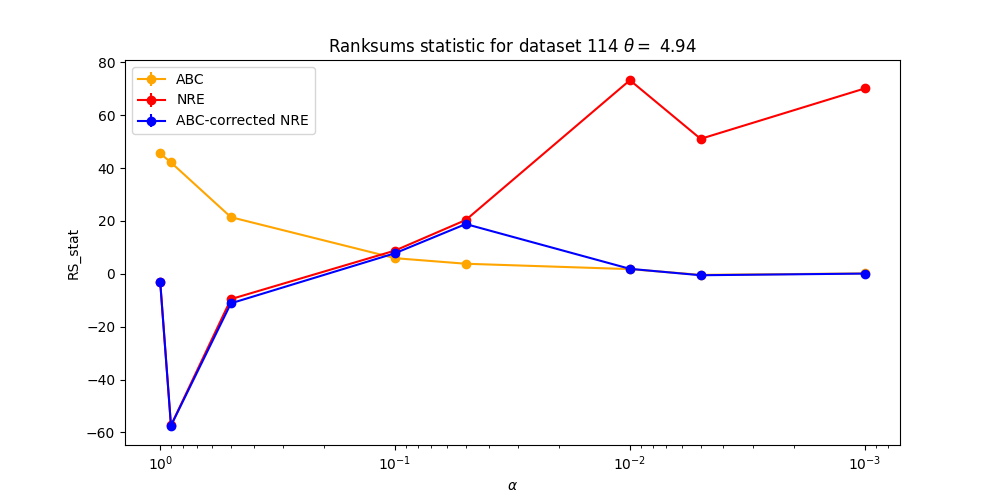 Ranksums statistic for dataset 114 θ = 4.94
ABC
NRE
ABC-corrected NRE
80
60
40
20
0
−20
−40
−60
RS_stat
10⁰
10⁻¹
10⁻²
10⁻³
α